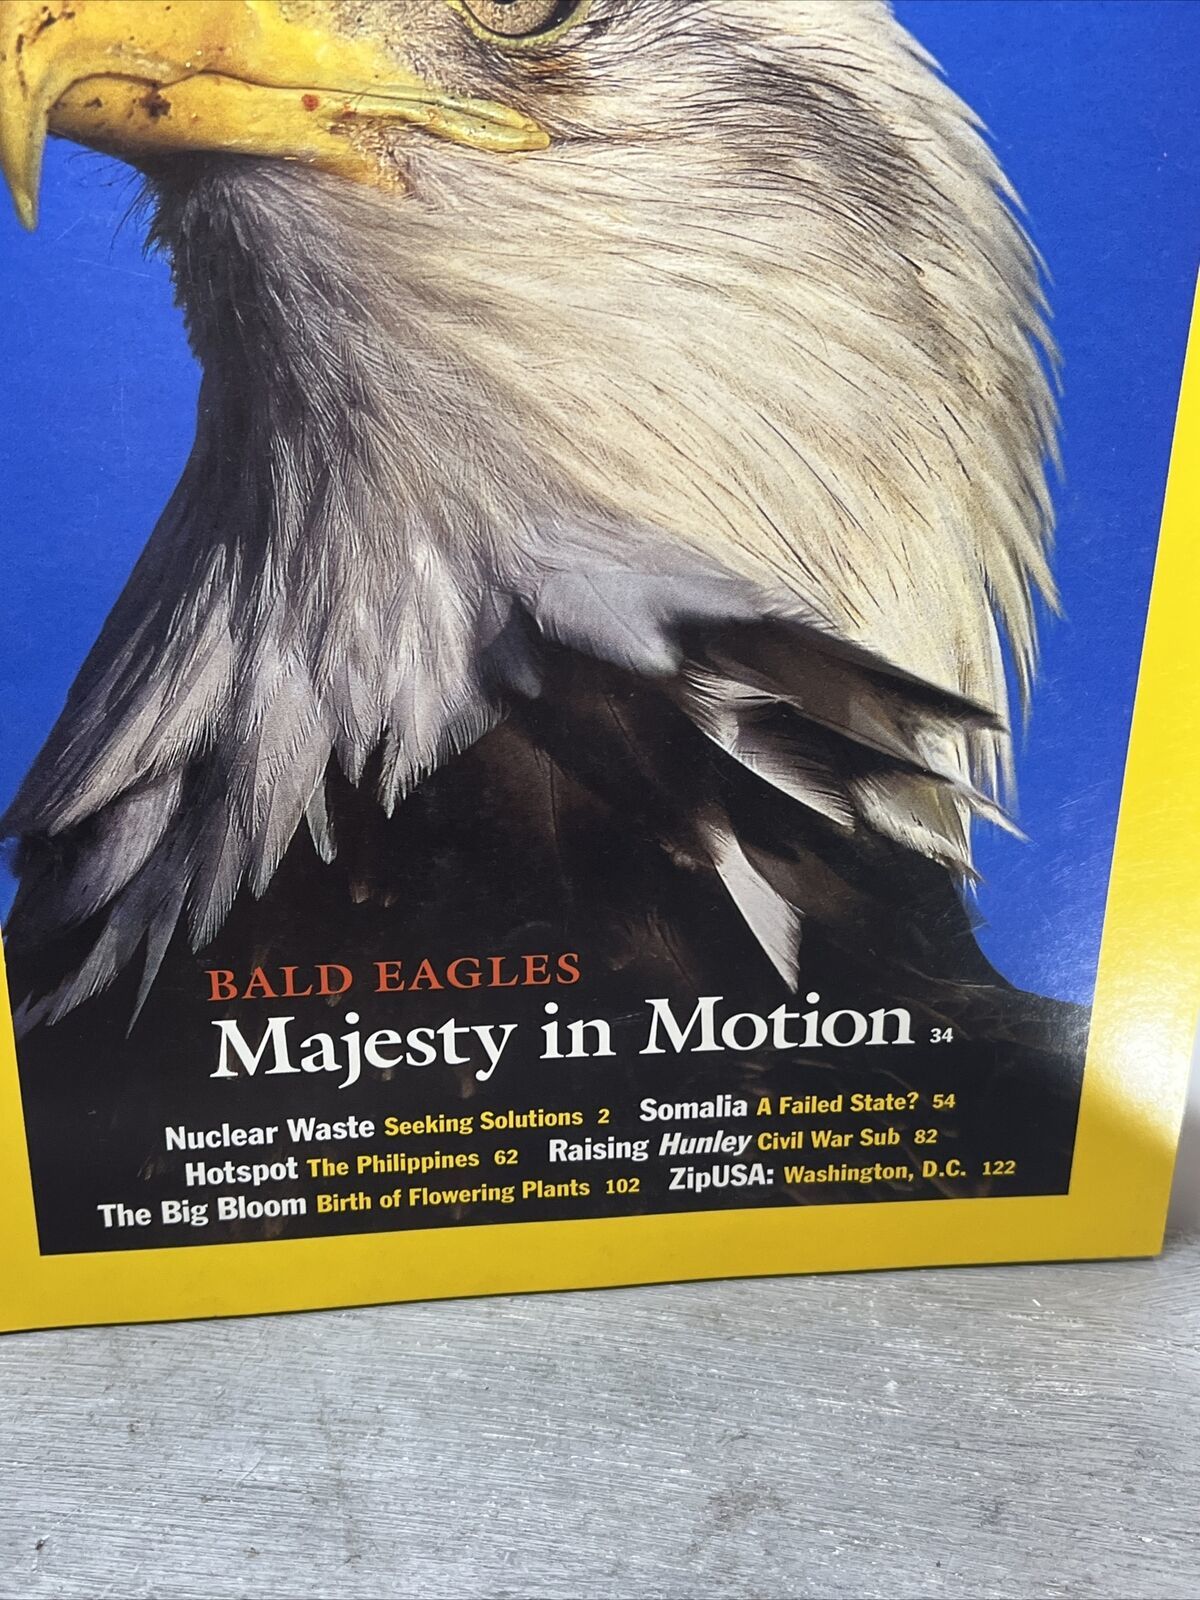 BALD EAGLES
Majesty in Motion 34
Nuclear Waste Seeking Solutions 2 Somalia A Failed State? 54
Hotspot The Philippines 62 Raising Hunley Civil War Sub 82
The Big Bloom Birth of Flowering Plants 102 ZipUSA: Washington, D.C. 122